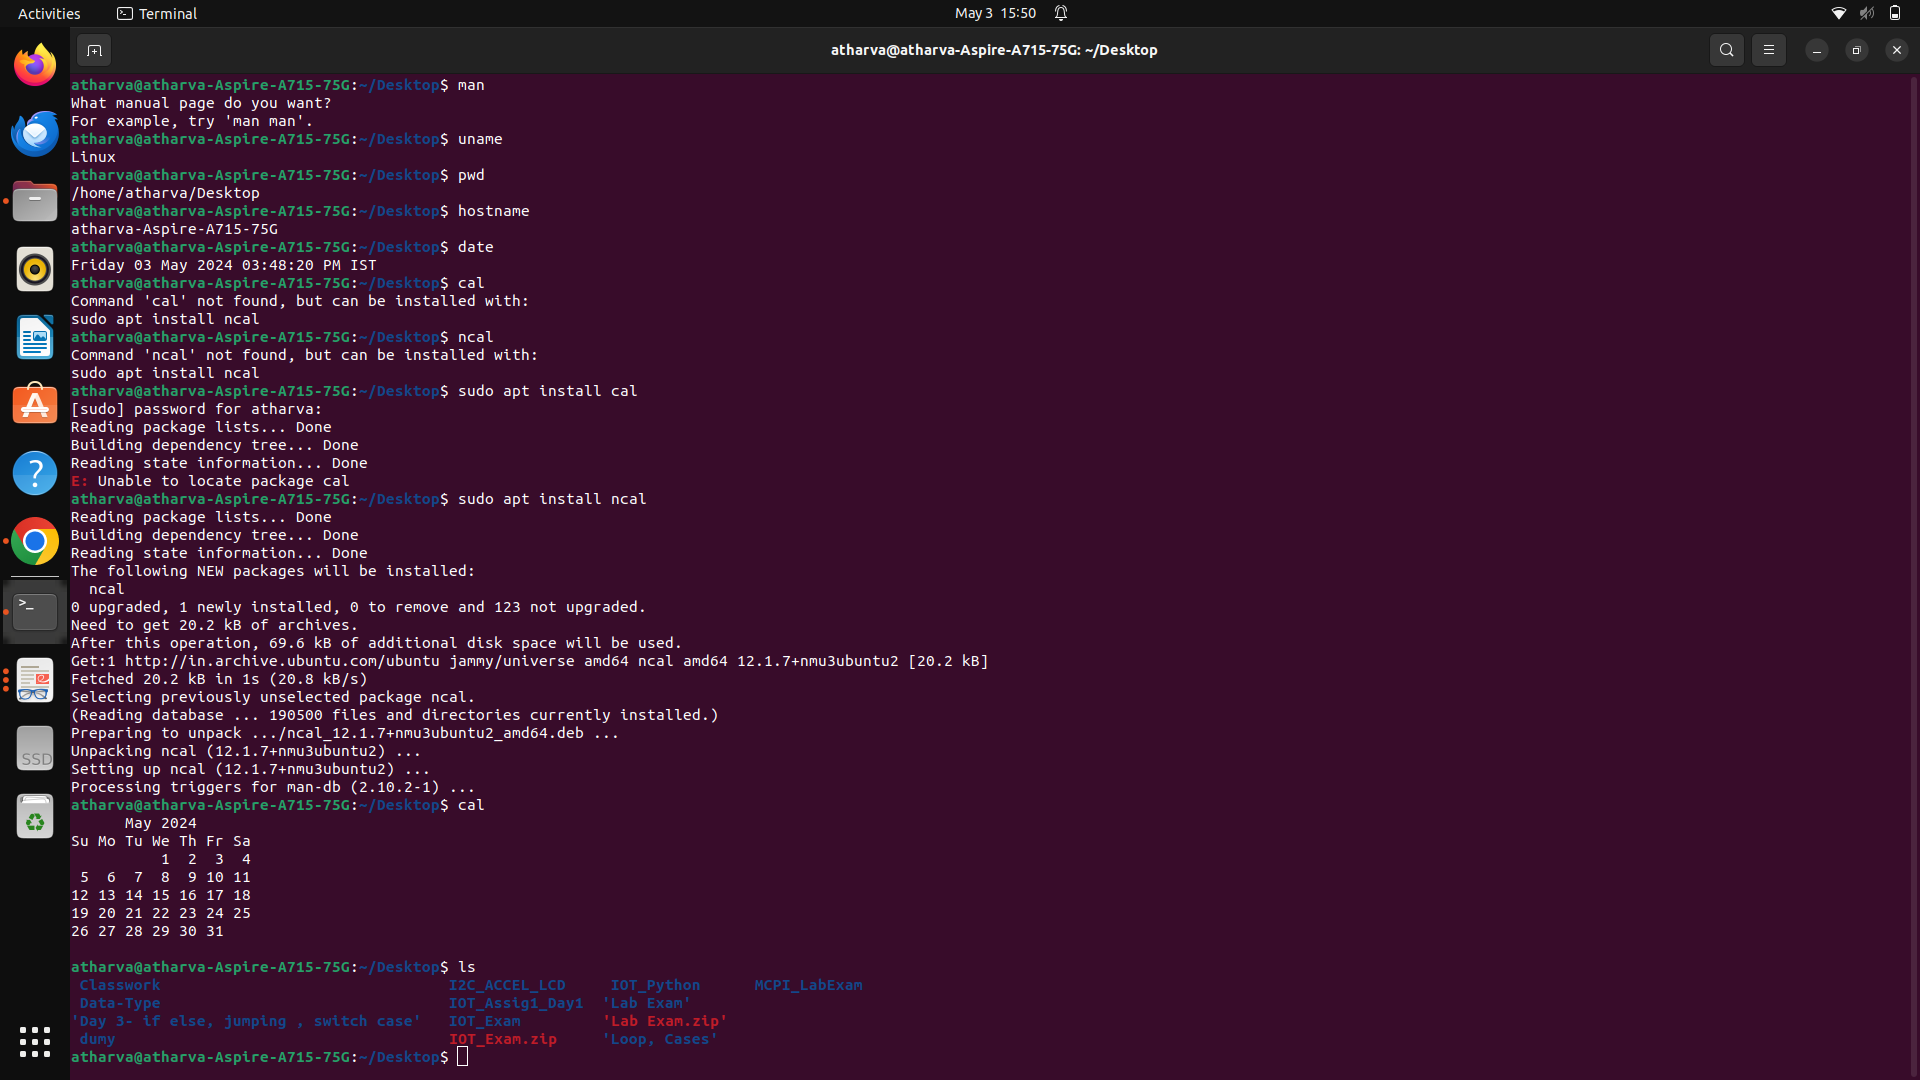 Activities Terminal May 3 15:50
atharva@atharva-Aspire-A715-75G: ~/Desktop
atharva@atharva-Aspire-A715-75G:~/Desktop$ man
What manual page do you want?
For example, try 'man man'.
atharva@atharva-Aspire-A715-75G:~/Desktop$ uname
Linux
atharva@atharva-Aspire-A715-75G:~/Desktop$ pwd
/home/atharva/Desktop
atharva@atharva-Aspire-A715-75G:~/Desktop$ hostname
atharva-Aspire-A715-75G
atharva@atharva-Aspire-A715-75G:~/Desktop$ date
Friday 03 May 2024 03:48:20 PM IST
atharva@atharva-Aspire-A715-75G:~/Desktop$ cal
Command 'cal' not found, but can be installed with:
sudo apt install ncal
atharva@atharva-Aspire-A715-75G:~/Desktop$ ncal
Command 'ncal' not found, but can be installed with:
sudo apt install ncal
atharva@atharva-Aspire-A715-75G:~/Desktop$ sudo apt install cal
[sudo] password for atharva:
Reading package lists... Done
Building dependency tree... Done
Reading state information... Done
E: Unable to locate package cal
atharva@atharva-Aspire-A715-75G:~/Desktop$ sudo apt install ncal
Reading package lists... Done
Building dependency tree... Done
Reading state information... Done
The following NEW packages will be installed:
  ncal
0 upgraded, 1 newly installed, 0 to remove and 123 not upgraded.
Need to get 20.2 kB of archives.
After this operation, 69.6 kB of additional disk space will be used.
Get:1 http://in.archive.ubuntu.com/ubuntu jammy/universe amd64 ncal amd64 12.1.7+nmu3ubuntu2 [20.2 kB]
Fetched 20.2 kB in 1s (20.8 kB/s)
Selecting previously unselected package ncal.
(Reading database ... 190500 files and directories currently installed.)
Preparing to unpack .../ncal_12.1.7+nmu3ubuntu2_amd64.deb ...
Unpacking ncal (12.1.7+nmu3ubuntu2) ...
Setting up ncal (12.1.7+nmu3ubuntu2) ...
Processing triggers for man-db (2.10.2-1) ...
atharva@atharva-Aspire-A715-75G:~/Desktop$ cal
      May 2024
Su Mo Tu We Th Fr Sa
          1  2  3  4
 5  6  7  8  9 10 11
12 13 14 15 16 17 18
19 20 21 22 23 24 25
26 27 28 29 30 31
atharva@atharva-Aspire-A715-75G:~/Desktop$ ls
 Classwork                                I2C_ACCEL_LCD     IOT_Python      MCPI_LabExam
 Data-Type                                IOT_Assig1_Day1  'Lab Exam'
'Day 3- if else, jumping , switch case'   IOT_Exam         'Lab Exam.zip'
 dumy                                     IOT_Exam.zip     'Loop, Cases'
atharva@atharva-Aspire-A715-75G:~/Desktop$
SSD